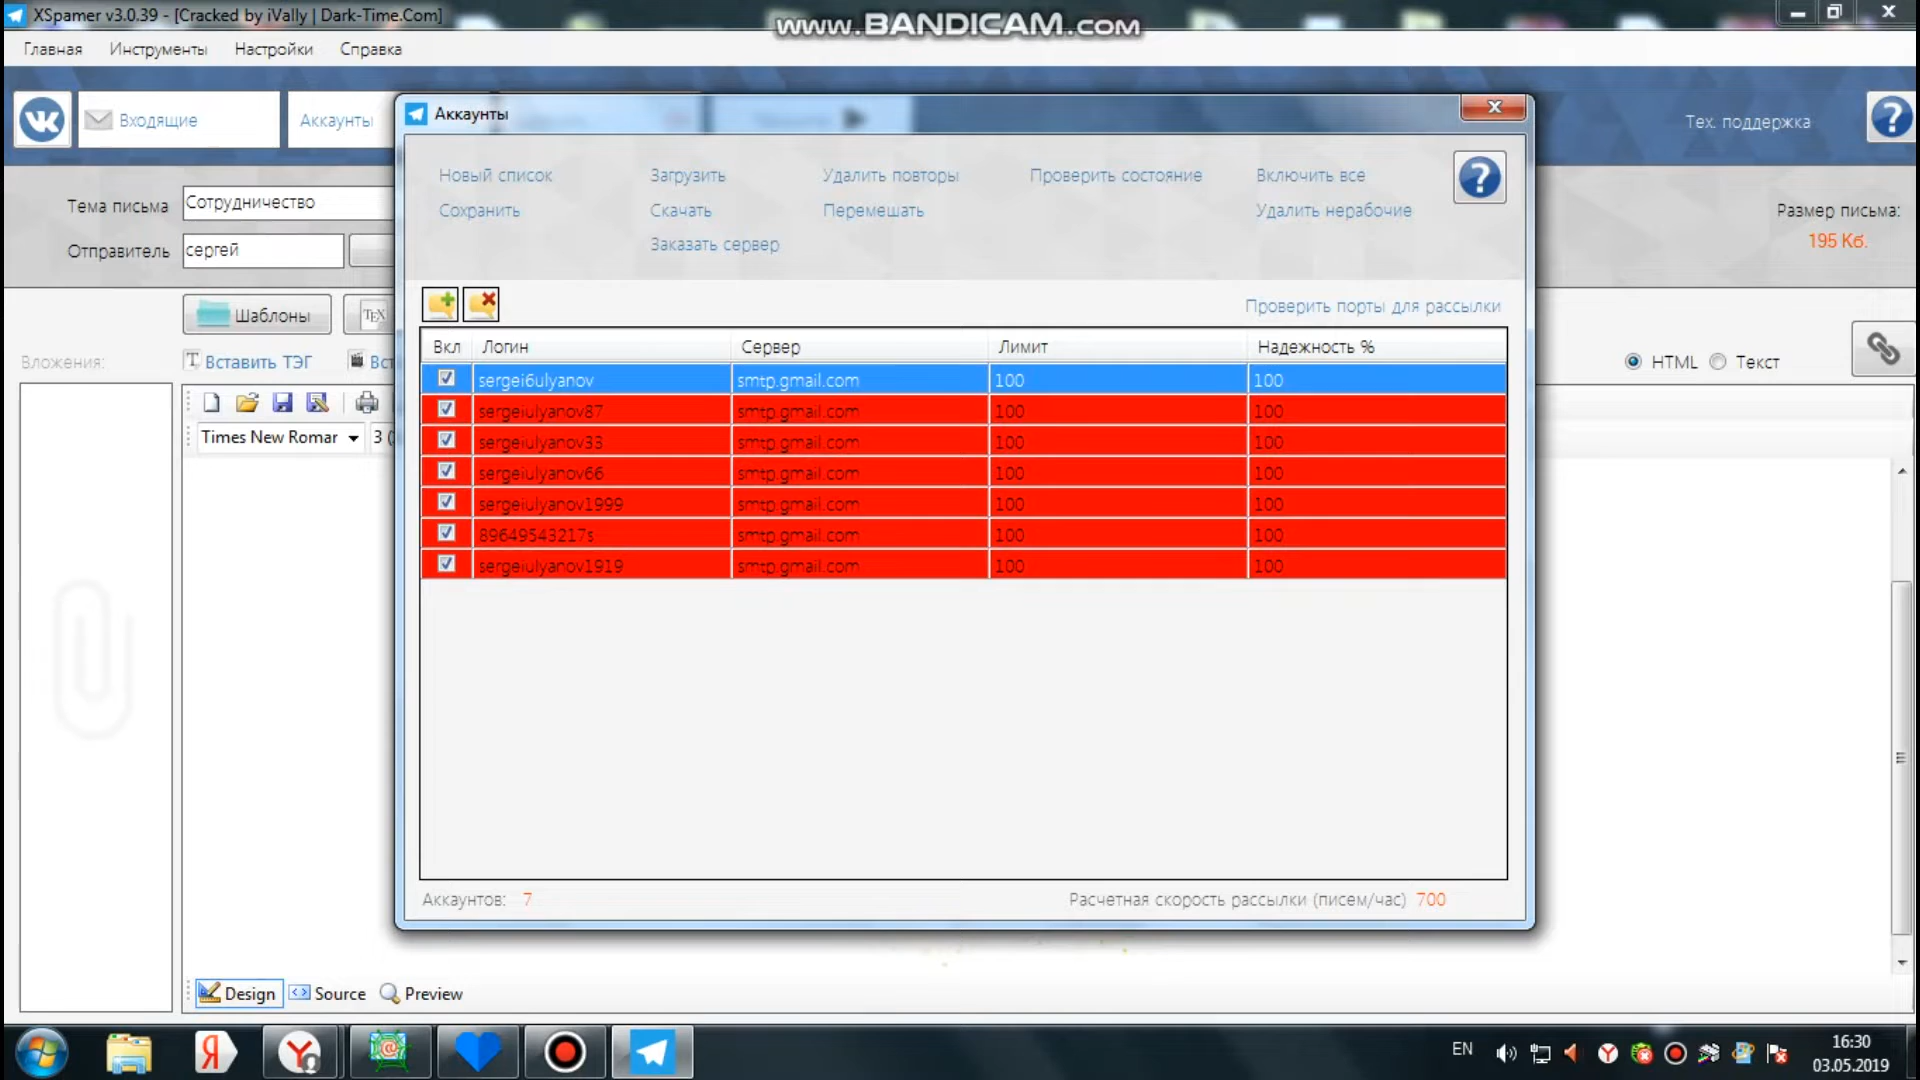 XSpamer v3.0.39 - [Cracked by iVally | Dark-Time.Com]
www.BANDICAM.com
Главная Инструменты Настройки Справка
Входящие
Аккаунты
Тех. поддержка
Тема письма
Сотрудничество
Отправитель
сергей
Размер письма:
195 Кб.
Шаблоны
TEX
Вложения:
Вставить ТЭГ
Вст
HTML
Текст
Times New Romar
3 (
Аккаунты
Новый список
Загрузить
Удалить повторы
Проверить состояние
Включить все
Сохранить
Скачать
Перемешать
Удалить нерабочие
Заказать сервер
Проверить порты для рассылки
Вкл Логин Сервер Лимит Надежность %
sergei6ulyanov smtp.gmail.com 100 100
sergeiulyanov87 smtp.gmail.com 100 100
sergeiulyanov33 smtp.gmail.com 100 100
sergeiulyanov66 smtp.gmail.com 100 100
sergeiulyanov1999 smtp.gmail.com 100 100
89649543217s smtp.gmail.com 100 100
sergeiulyanov1919 smtp.gmail.com 100 100
Аккаунтов: 7
Расчетная скорость рассылки (писем/час) 700
Design Source Preview
EN
16:30
03.05.2019